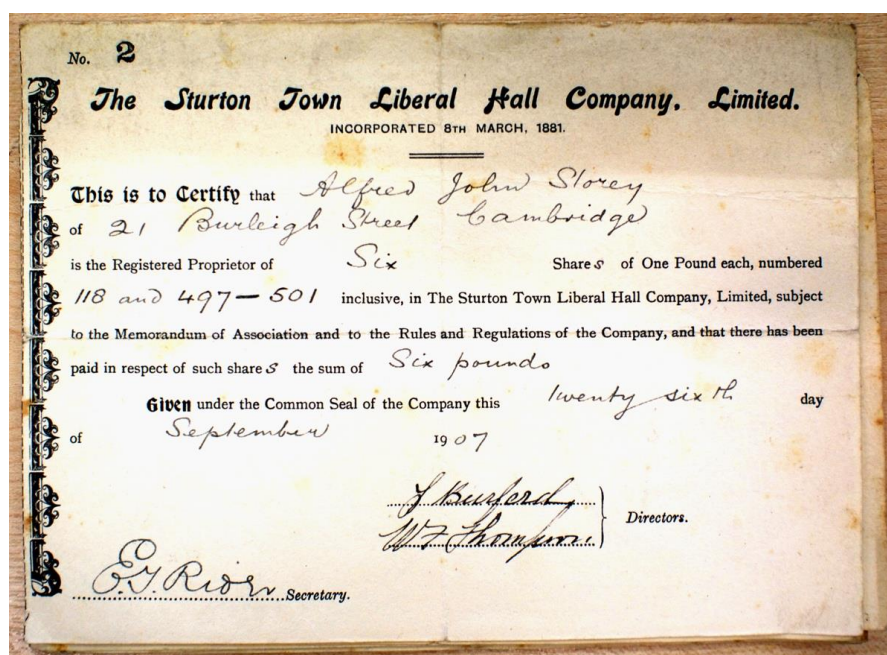 No. 2
The Sturton Town Liberal Hall Company, Limited.
INCORPORATED 8TH MARCH, 1881.
This is to Certify that Alfred John Storey
of 21 Burleigh Street Cambridge
is the Registered Proprietor of Six Shares of One Pound each, numbered
118 and 497-501 inclusive, in The Sturton Town Liberal Hall Company, Limited, subject
to the Memorandum of Association and to the Rules and Regulations of the Company, and that there has been
paid in respect of such shares the sum of Six pounds
Given under the Common Seal of the Company this twenty sixth day
of September 1907
J Burford
W F Thompson. Directors.
E. J. Rider Secretary.